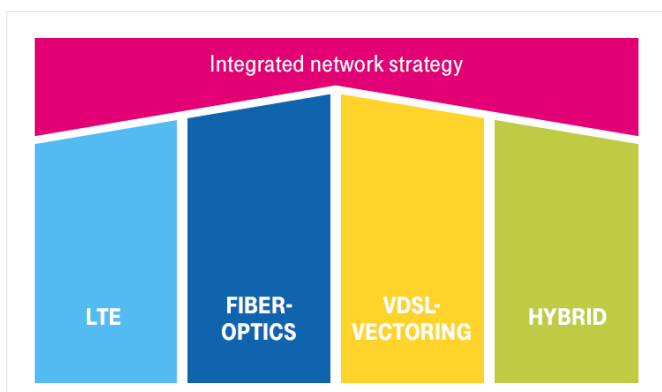 Integrated network strategy
LTE
FIBER-
OPTICS
VDSL-
VECTORING
HYBRID